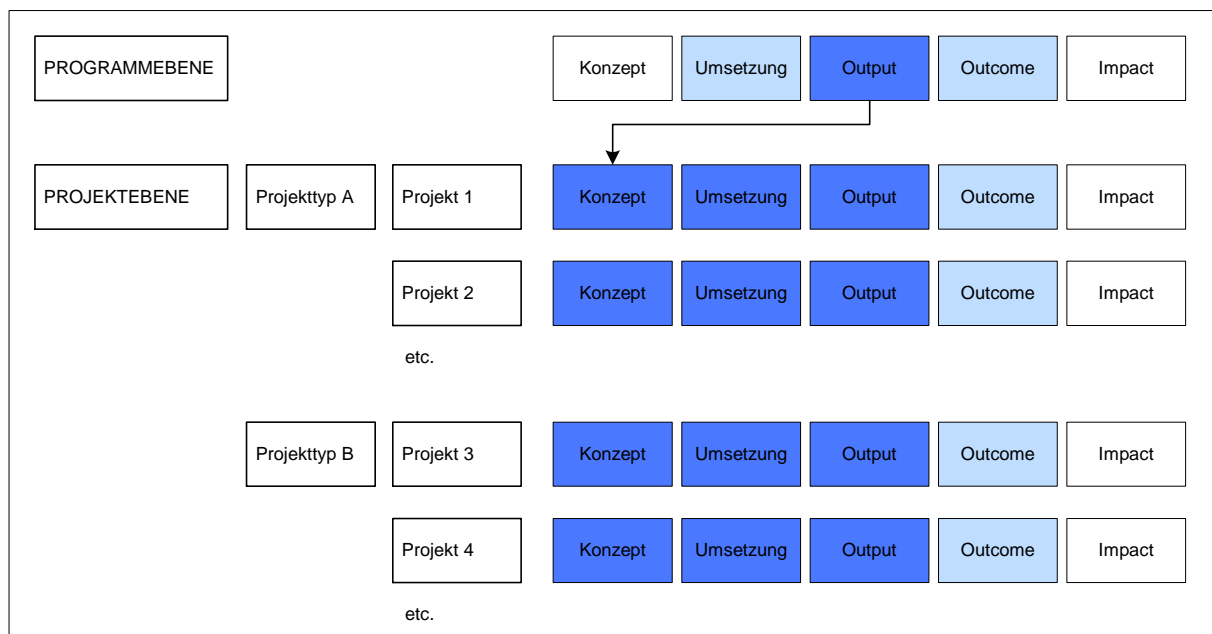 PROGRAMMEBENE Konzept Umsetzung Output Outcome Impact
PROJEKTEBENE Projekttyp A Projekt 1 Konzept Umsetzung Output Outcome Impact
Projekt 2 Konzept Umsetzung Output Outcome Impact
etc.
Projekttyp B Projekt 3 Konzept Umsetzung Output Outcome Impact
Projekt 4 Konzept Umsetzung Output Outcome Impact
etc.